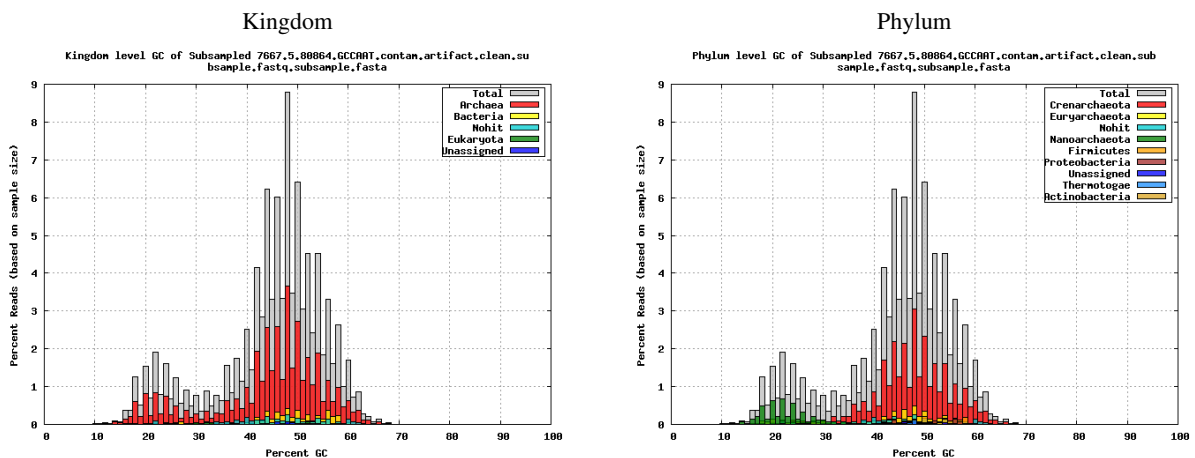 Kingdom
Kingdom level GC of Subsampled 7667.5.80864.GCCAAT.contam.artifact.clean.su
bsample.fastq.subsample.fasta
9
8
7
6
5
4
3
2
1
0
Percent Reads (based on sample size)
Total
Archaea
Bacteria
Nohit
Eukaryota
Unassigned
0 10 20 30 40 50 60 70 80 90 100
Percent GC
Phylum
Phylum level GC of Subsampled 7667.5.80864.GCCAAT.contam.artifact.clean.sub
sample.fastq.subsample.fasta
9
8
7
6
5
4
3
2
1
0
Percent Reads (based on sample size)
Total
Crenarchaeota
Euryarchaeota
Nohit
Nanoarchaeota
Firmicutes
Proteobacteria
Unassigned
Thermotogae
Actinobacteria
0 10 20 30 40 50 60 70 80 90 100
Percent GC